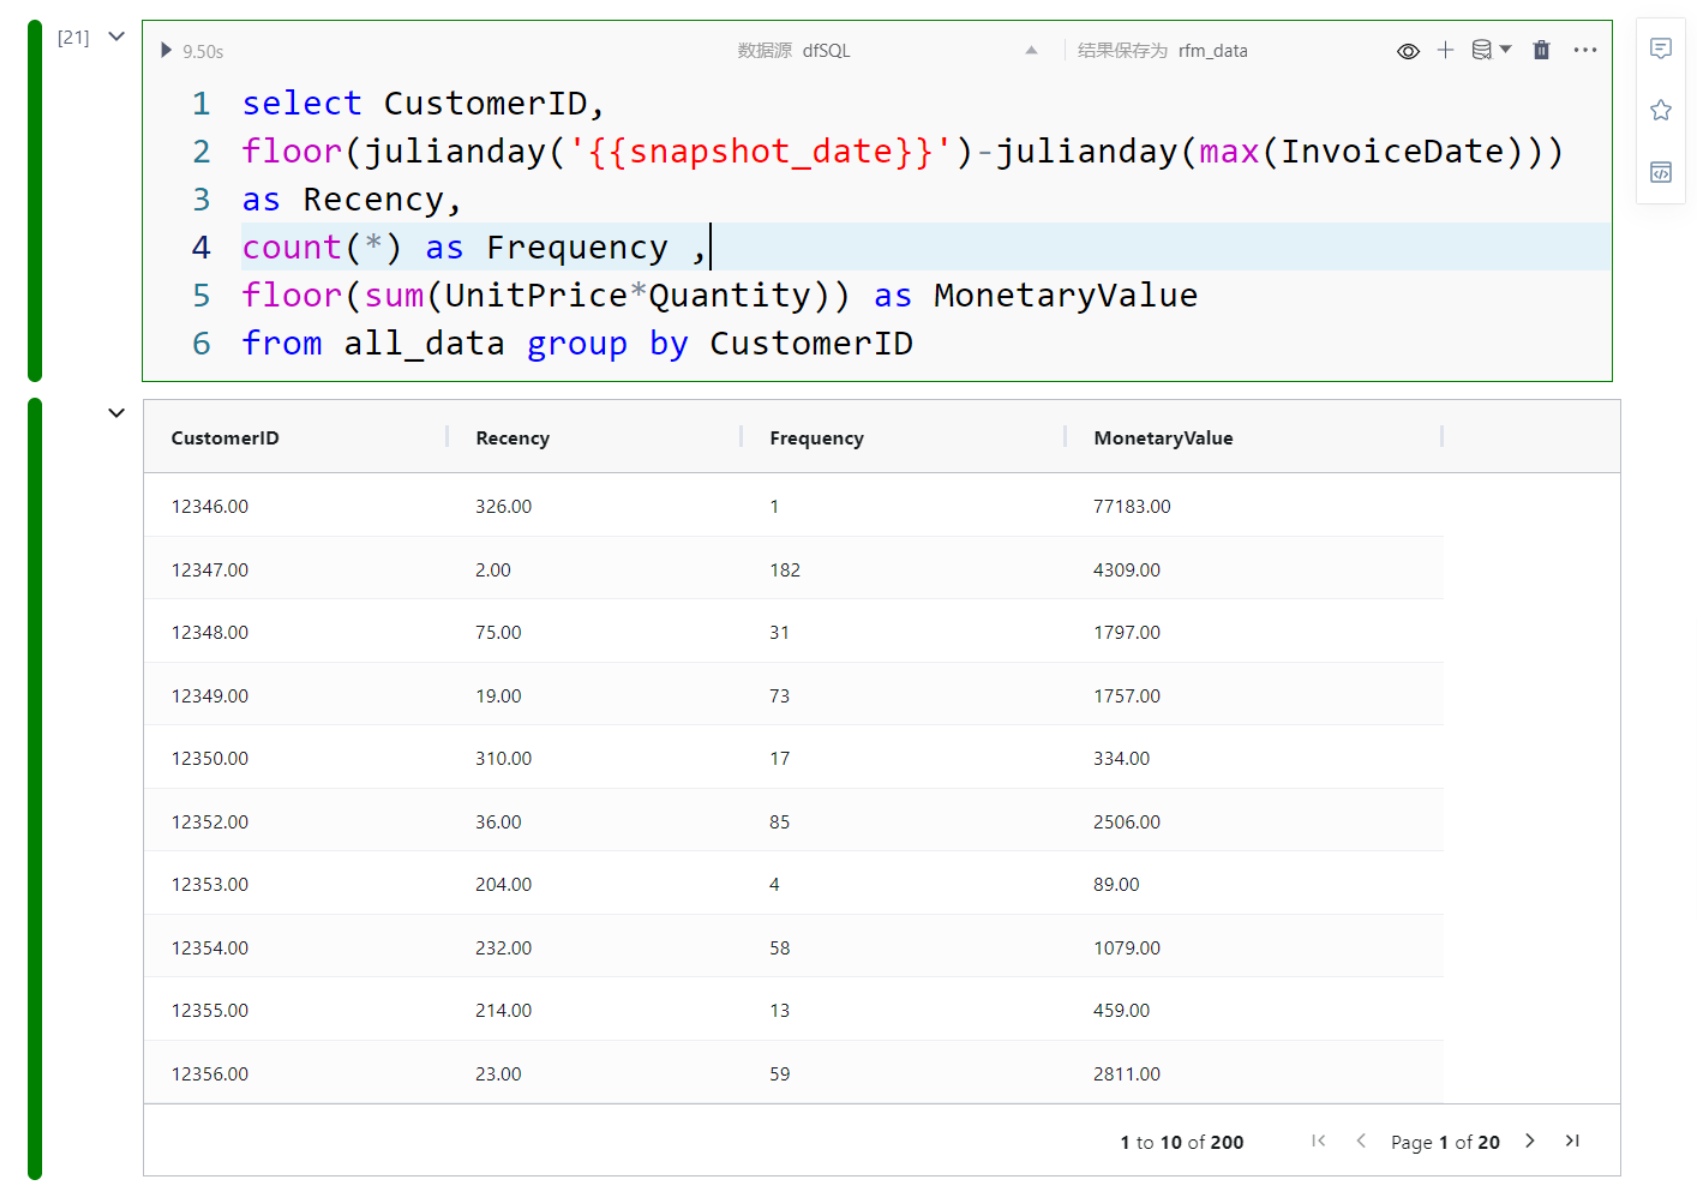 [21] 9.50s 数据源 dfSQL 结果保存为 rfm_data
1 select CustomerID,
2 floor(julianday('{{snapshot_date}}')-julianday(max(InvoiceDate)))
3 as Recency,
4 count(*) as Frequency ,
5 floor(sum(UnitPrice*Quantity)) as MonetaryValue
6 from all_data group by CustomerID
CustomerID Recency Frequency MonetaryValue
12346.00 326.00 1 77183.00
12347.00 2.00 182 4309.00
12348.00 75.00 31 1797.00
12349.00 19.00 73 1757.00
12350.00 310.00 17 334.00
12352.00 36.00 85 2506.00
12353.00 204.00 4 89.00
12354.00 232.00 58 1079.00
12355.00 214.00 13 459.00
12356.00 23.00 59 2811.00
1 to 10 of 200 Page 1 of 20